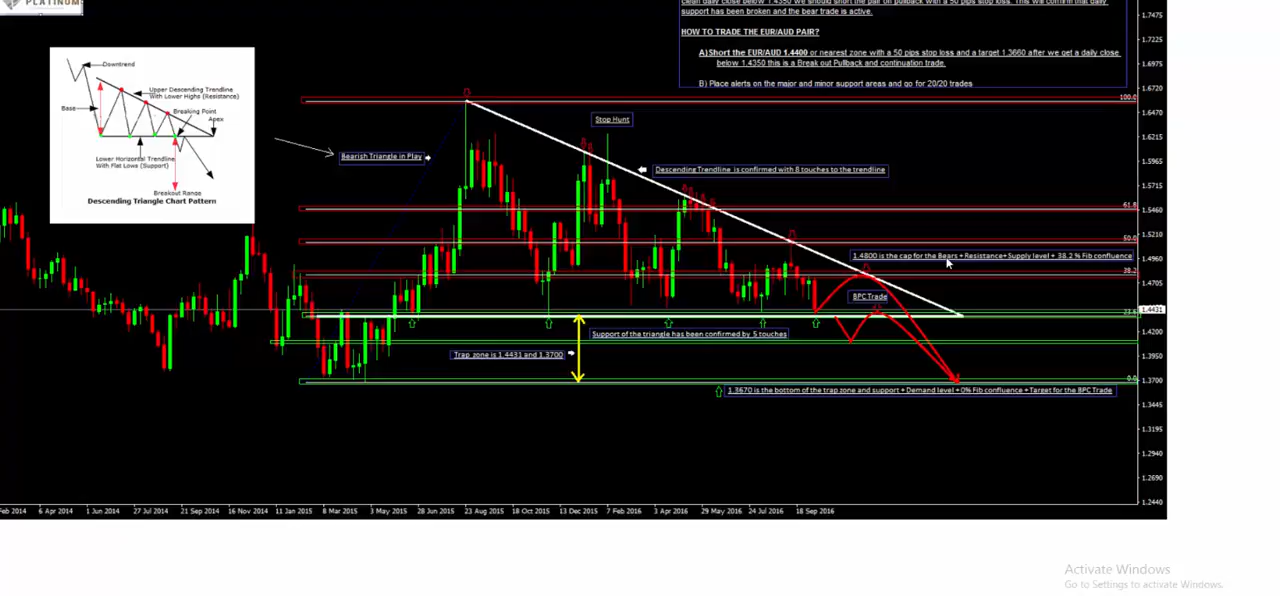 PLATINUM
clean daily close below 1.4350 we should short the pair on pullback with a 50 pips stop loss. This will confirm that daily
support has been broken and the bear trade is active.
HOW TO TRADE THE EUR/AUD PAIR?
A)Short the EUR/AUD 1.4400 or nearest zone with a 50 pips stop loss and a target 1.3660 after we get a daily close
below 1.4350 this is a Break out Pullback and continuation trade.
B) Place alerts on the major and minor support areas and go for 20/20 trades
Downtrend
Upper Descending Trendline
With Lower Highs (Resistance)
Base
Breaking Point
Apex
Lower Horizontal Trendline
With Flat Lows (Support)
Breakout Range
Descending Triangle Chart Pattern
Bearish Triangle in Play
Stop Hunt
Descending Trendline is confirmed with 8 touches to the trendline
1.4800 is the cap for the Bears + Resistance+ Supply level + 38.2 % Fib confluence
BPC Trade
Support of the triangle has been confirmed by 5 touches
Trap zone is 1.4431 and 1.3700
1.3670 is the bottom of the trap zone and support + Demand level + 0% Fib confluence + Target for the BPC Trade
100.0
61.8
50.0
38.2
23.6
0.0
1.7475
1.7225
1.6975
1.6720
1.6470
1.6215
1.5965
1.5715
1.5460
1.5210
1.4960
1.4705
1.4431
1.4200
1.3950
1.3700
1.3445
1.3195
1.2940
1.2690
1.2440
Feb 2014 6 Apr 2014 1 Jun 2014 27 Jul 2014 21 Sep 2014 16 Nov 2014 11 Jan 2015 8 Mar 2015 3 May 2015 28 Jun 2015 23 Aug 2015 18 Oct 2015 13 Dec 2015 7 Feb 2016 3 Apr 2016 29 May 2016 24 Jul 2016 18 Sep 2016
Activate Windows
Go to Settings to activate Windows.